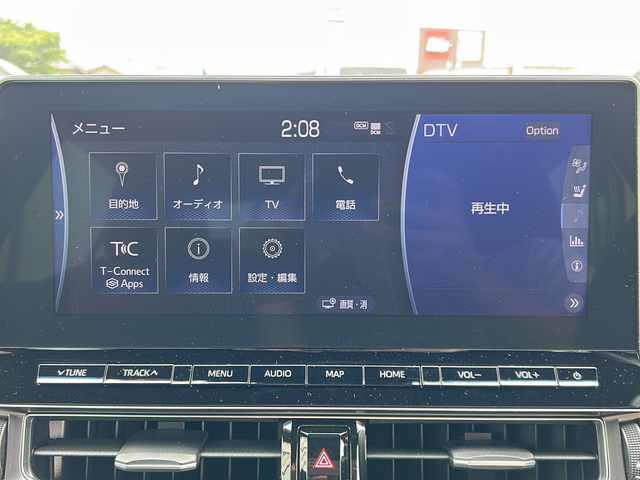 メニュー
2:08
DCM
DCM
DTV
Option
目的地
オーディオ
TV
電話
再生中
T-Connect
Apps
情報
設定・編集
画質・消
TUNE
TRACK
MENU
AUDIO
MAP
HOME
VOL-
VOL+